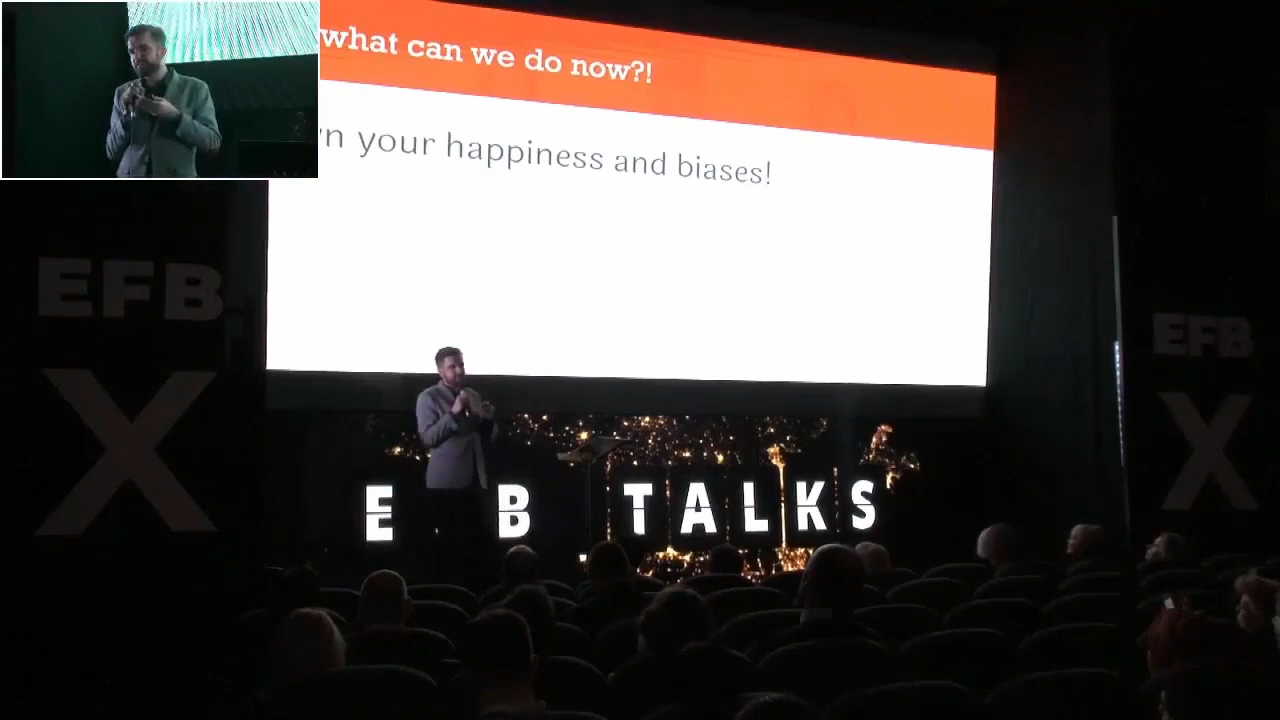 what can we do now?!
your happiness and biases!
EFB
X
EFB
X
E B TALKS